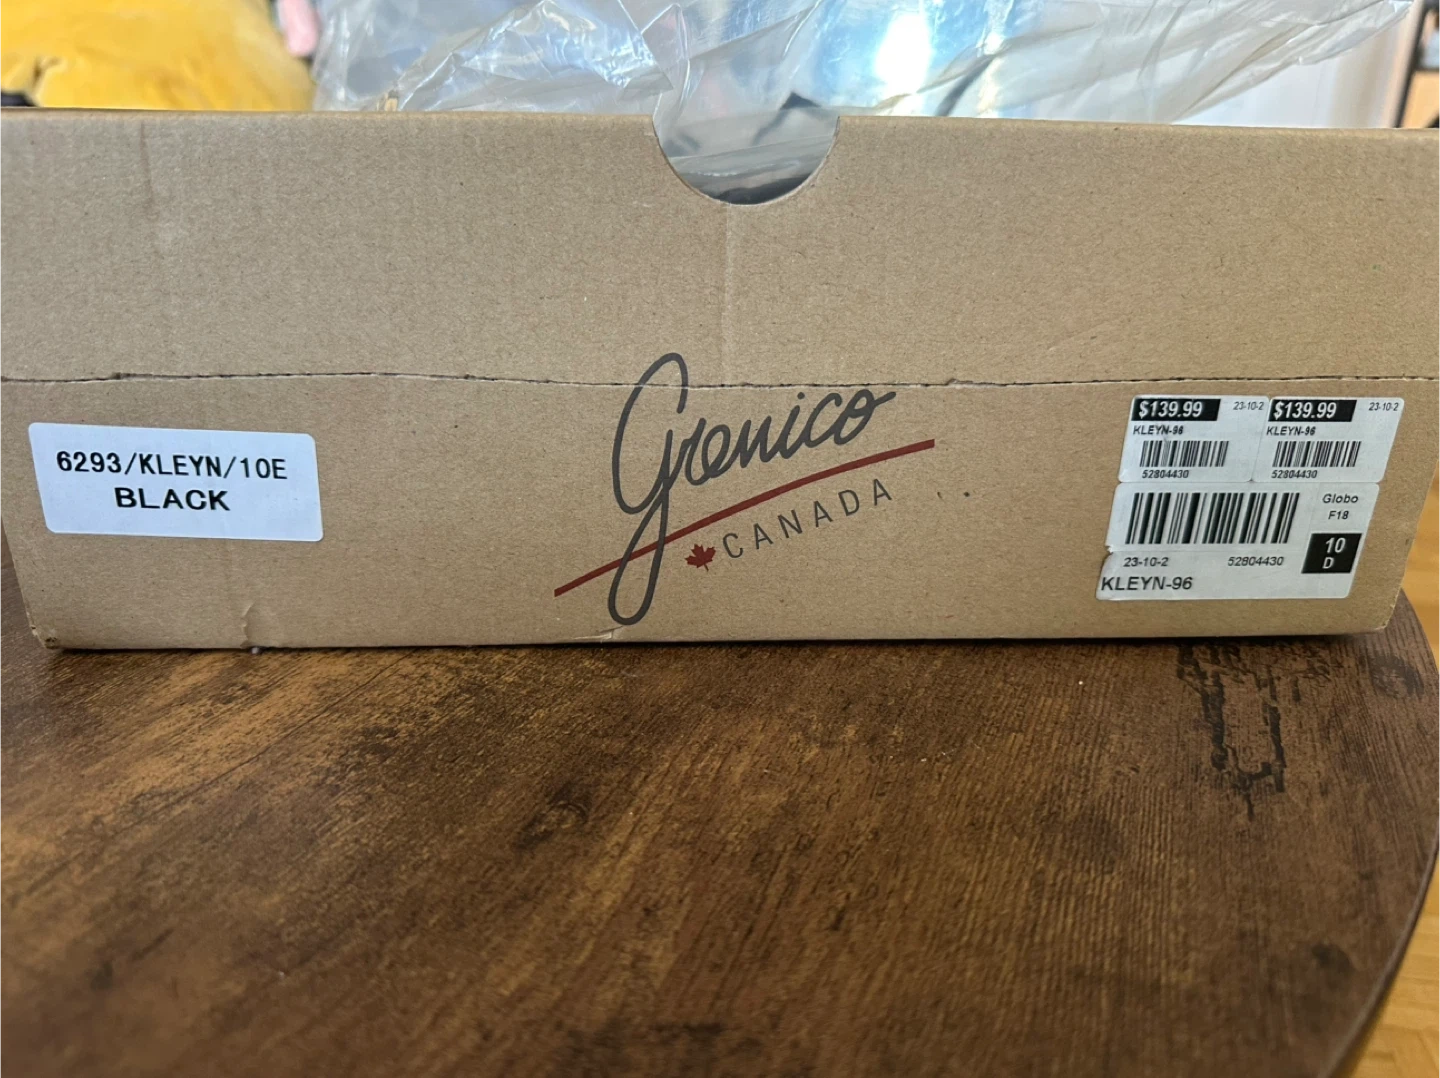 6293/KLEYN/10E
BLACK
Grenico
CANADA
$139.99 23-10-2
KLEYN-96
52804430
$139.99 23-10-2
KLEYN-96
52804430
Globo
F18
10
D
23-10-2 52804430
KLEYN-96